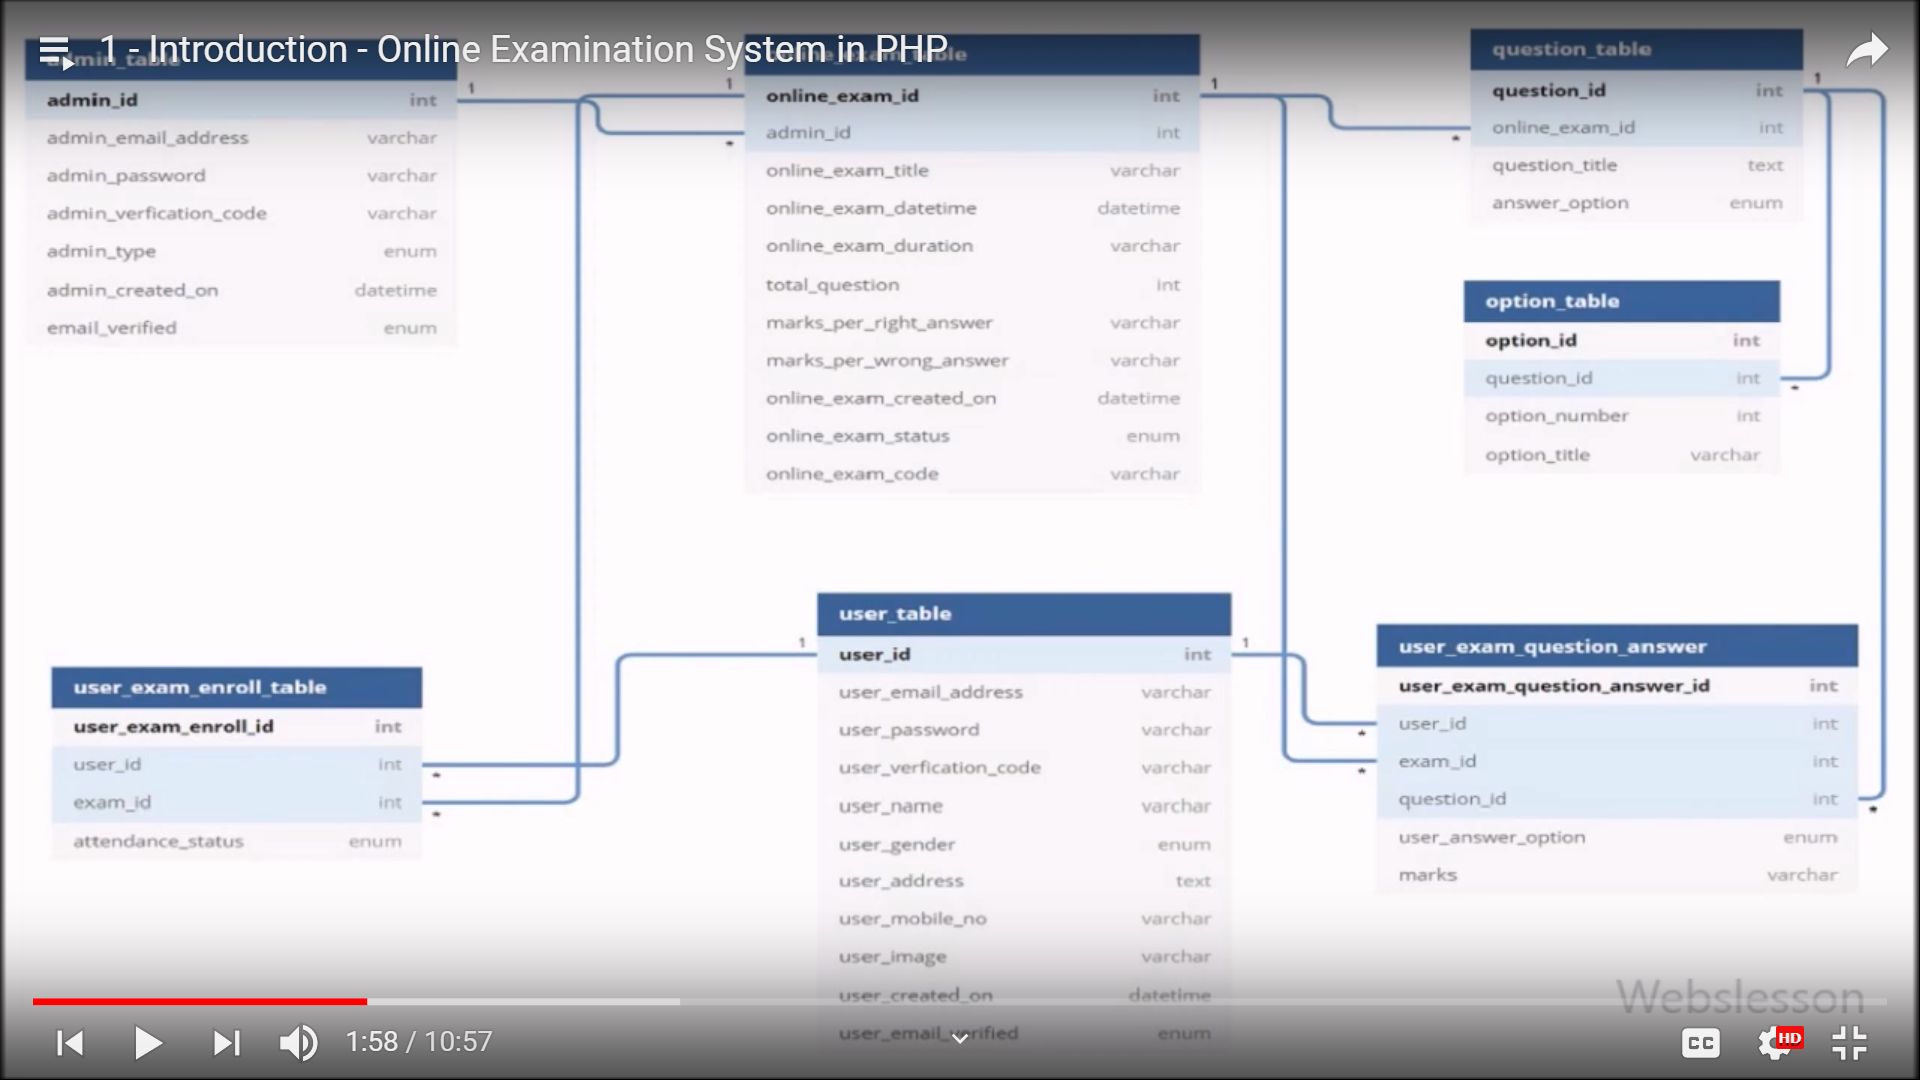 1 - Introduction - Online Examination System in PHP
admin_table
admin_id int
admin_email_address varchar
admin_password varchar
admin_verfication_code varchar
admin_type enum
admin_created_on datetime
email_verified enum
1
1
*
online_exam_table
online_exam_id int
admin_id int
online_exam_title varchar
online_exam_datetime datetime
online_exam_duration varchar
total_question int
marks_per_right_answer varchar
marks_per_wrong_answer varchar
online_exam_created_on datetime
online_exam_status enum
online_exam_code varchar
1
*
question_table
question_id int
online_exam_id int
question_title text
answer_option enum
1
option_table
option_id int
question_id int
option_number int
option_title varchar
*
user_exam_enroll_table
user_exam_enroll_id int
user_id int
exam_id int
attendance_status enum
*
*
1
user_table
user_id int
user_email_address varchar
user_password varchar
user_verfication_code varchar
user_name varchar
user_gender enum
user_address text
user_mobile_no varchar
user_image varchar
user_created_on datetime
user_email_verified enum
1
*
*
user_exam_question_answer
user_exam_question_answer_id int
user_id int
exam_id int
question_id int
user_answer_option enum
marks varchar
*
Webslesson
1:58 / 10:57
CC
HD